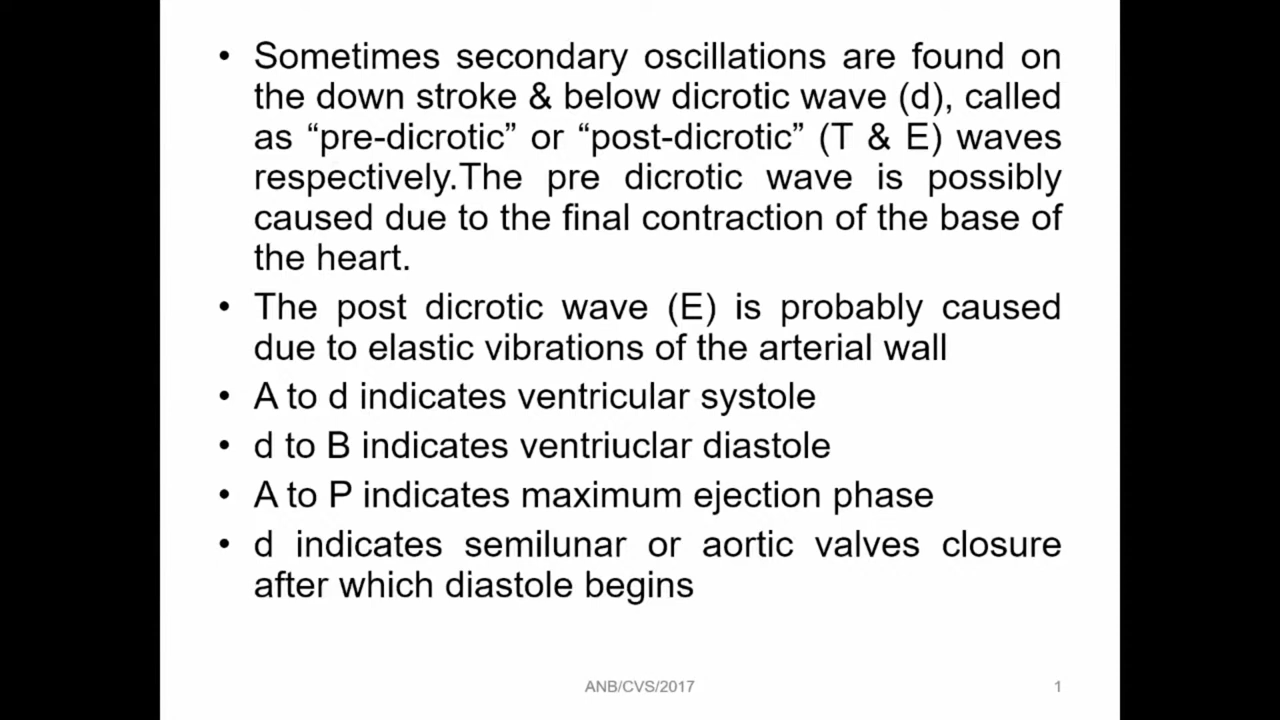 • Sometimes secondary oscillations are found on
the down stroke & below dicrotic wave (d), called
as “pre-dicrotic” or “post-dicrotic” (T & E) waves
respectively.The pre dicrotic wave is possibly
caused due to the final contraction of the base of
the heart.
• The post dicrotic wave (E) is probably caused
due to elastic vibrations of the arterial wall
• A to d indicates ventricular systole
• d to B indicates ventriuclar diastole
• A to P indicates maximum ejection phase
• d indicates semilunar or aortic valves closure
after which diastole begins
ANB/CVS/2017
1